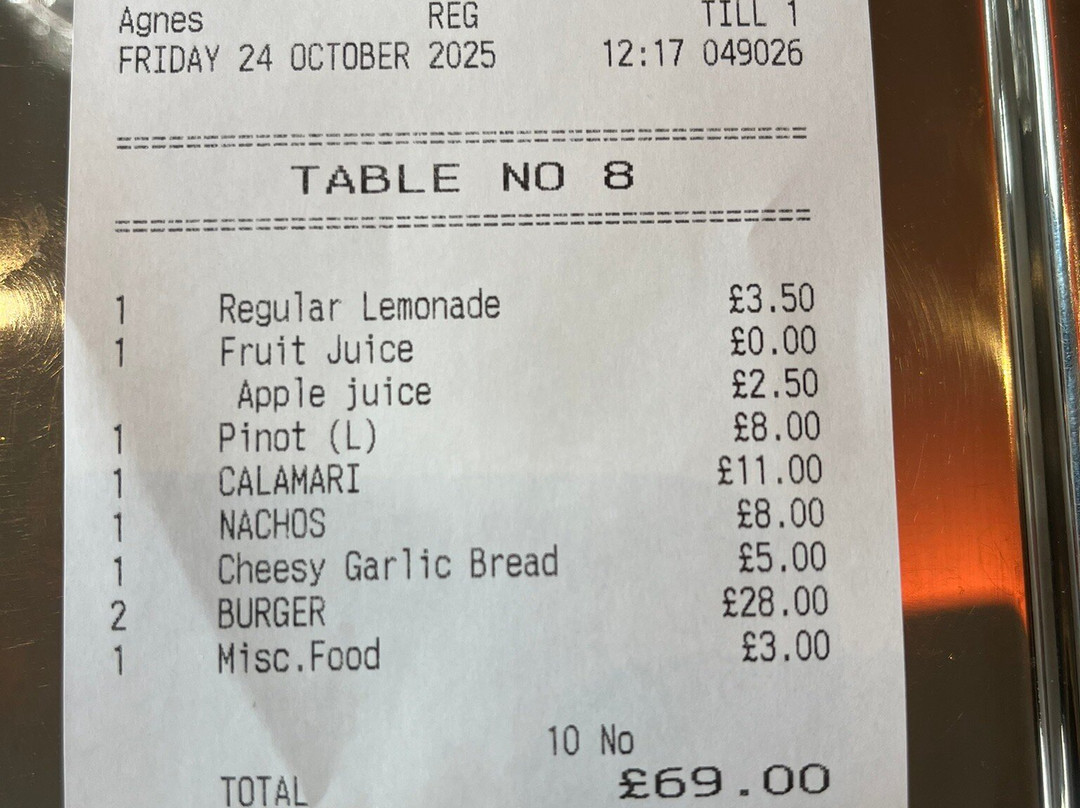 Agnes REG TILL 1
FRIDAY 24 OCTOBER 2025 12:17 049026
TABLE NO 8
1 Regular Lemonade £3.50
1 Fruit Juice £0.00
Apple juice £2.50
1 Pinot (L) £8.00
1 CALAMARI £11.00
1 NACHOS £8.00
1 Cheesy Garlic Bread £5.00
2 BURGER £28.00
1 Misc.Food £3.00
10 No
TOTAL £69.00